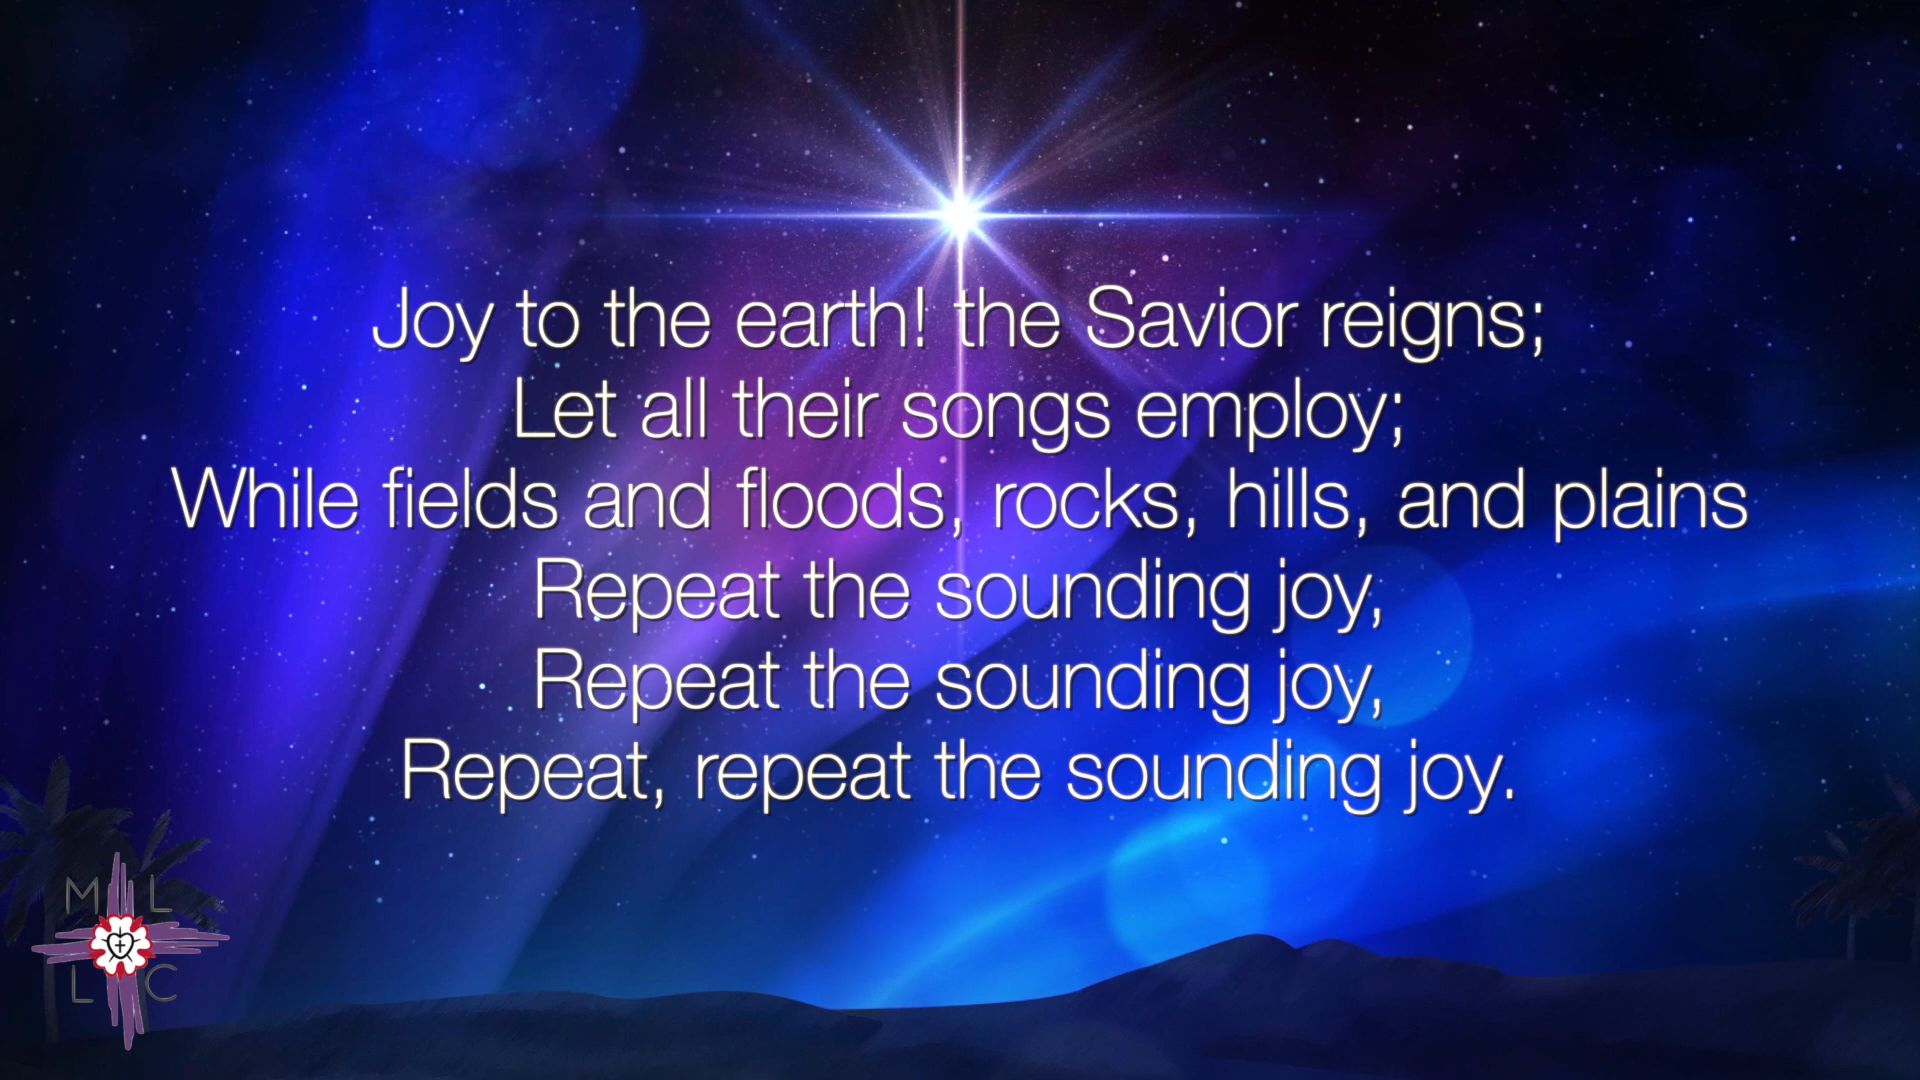 Joy to the earth! the Savior reigns;
Let all their songs employ;
While fields and floods, rocks, hills, and plains
Repeat the sounding joy,
Repeat the sounding joy,
Repeat, repeat the sounding joy.
M L
L C